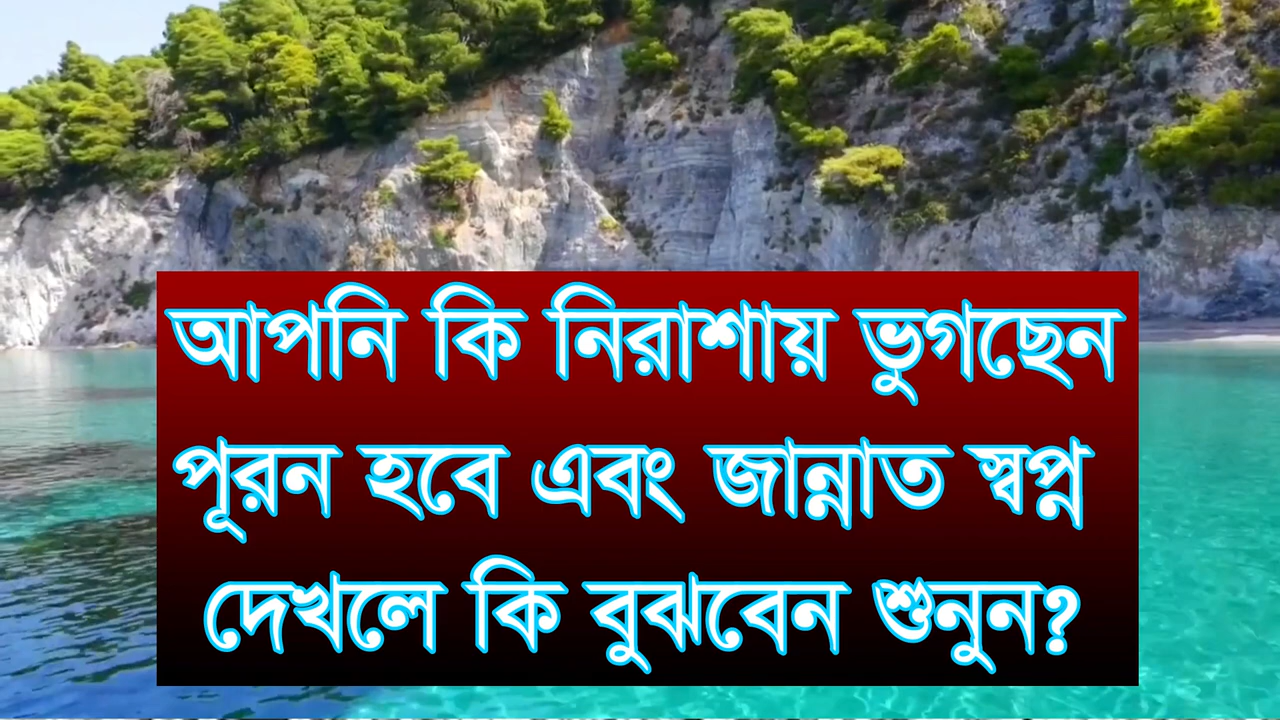 আপনি কি নিরাশায় ভুগছেন
পূরন হবে এবং জান্নাত স্বপ্ন
দেখলে কি বুঝবেন শুনুন?